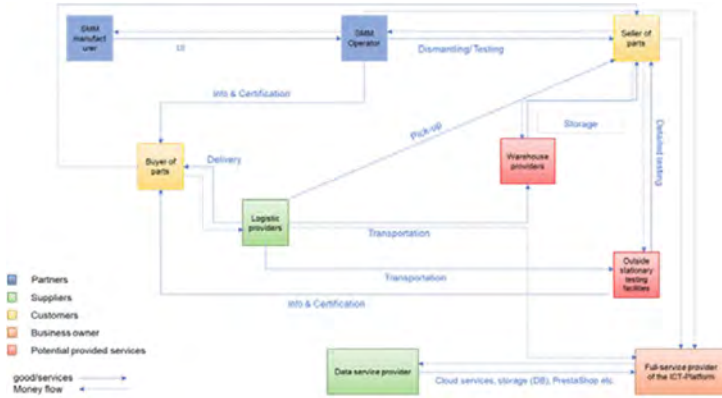 SMM
manufact
urer
SMM
Operator
Seller of
parts
Dismantling/Testing
Info & Certification
Pick-up
Storage
Detailed testing
Buyer of
parts
Delivery
Warehouse
providers
Logistic
providers
Transportation
Transportation
Outside
stationary
testing
facilities
Info & Certification
Partners
Suppliers
Customers
Business owner
Potential provided services
good/services
Money flow
Data service provider
Cloud services, storage (DB), PrestaShop etc.
Full-service provider
of the ICT-Platform